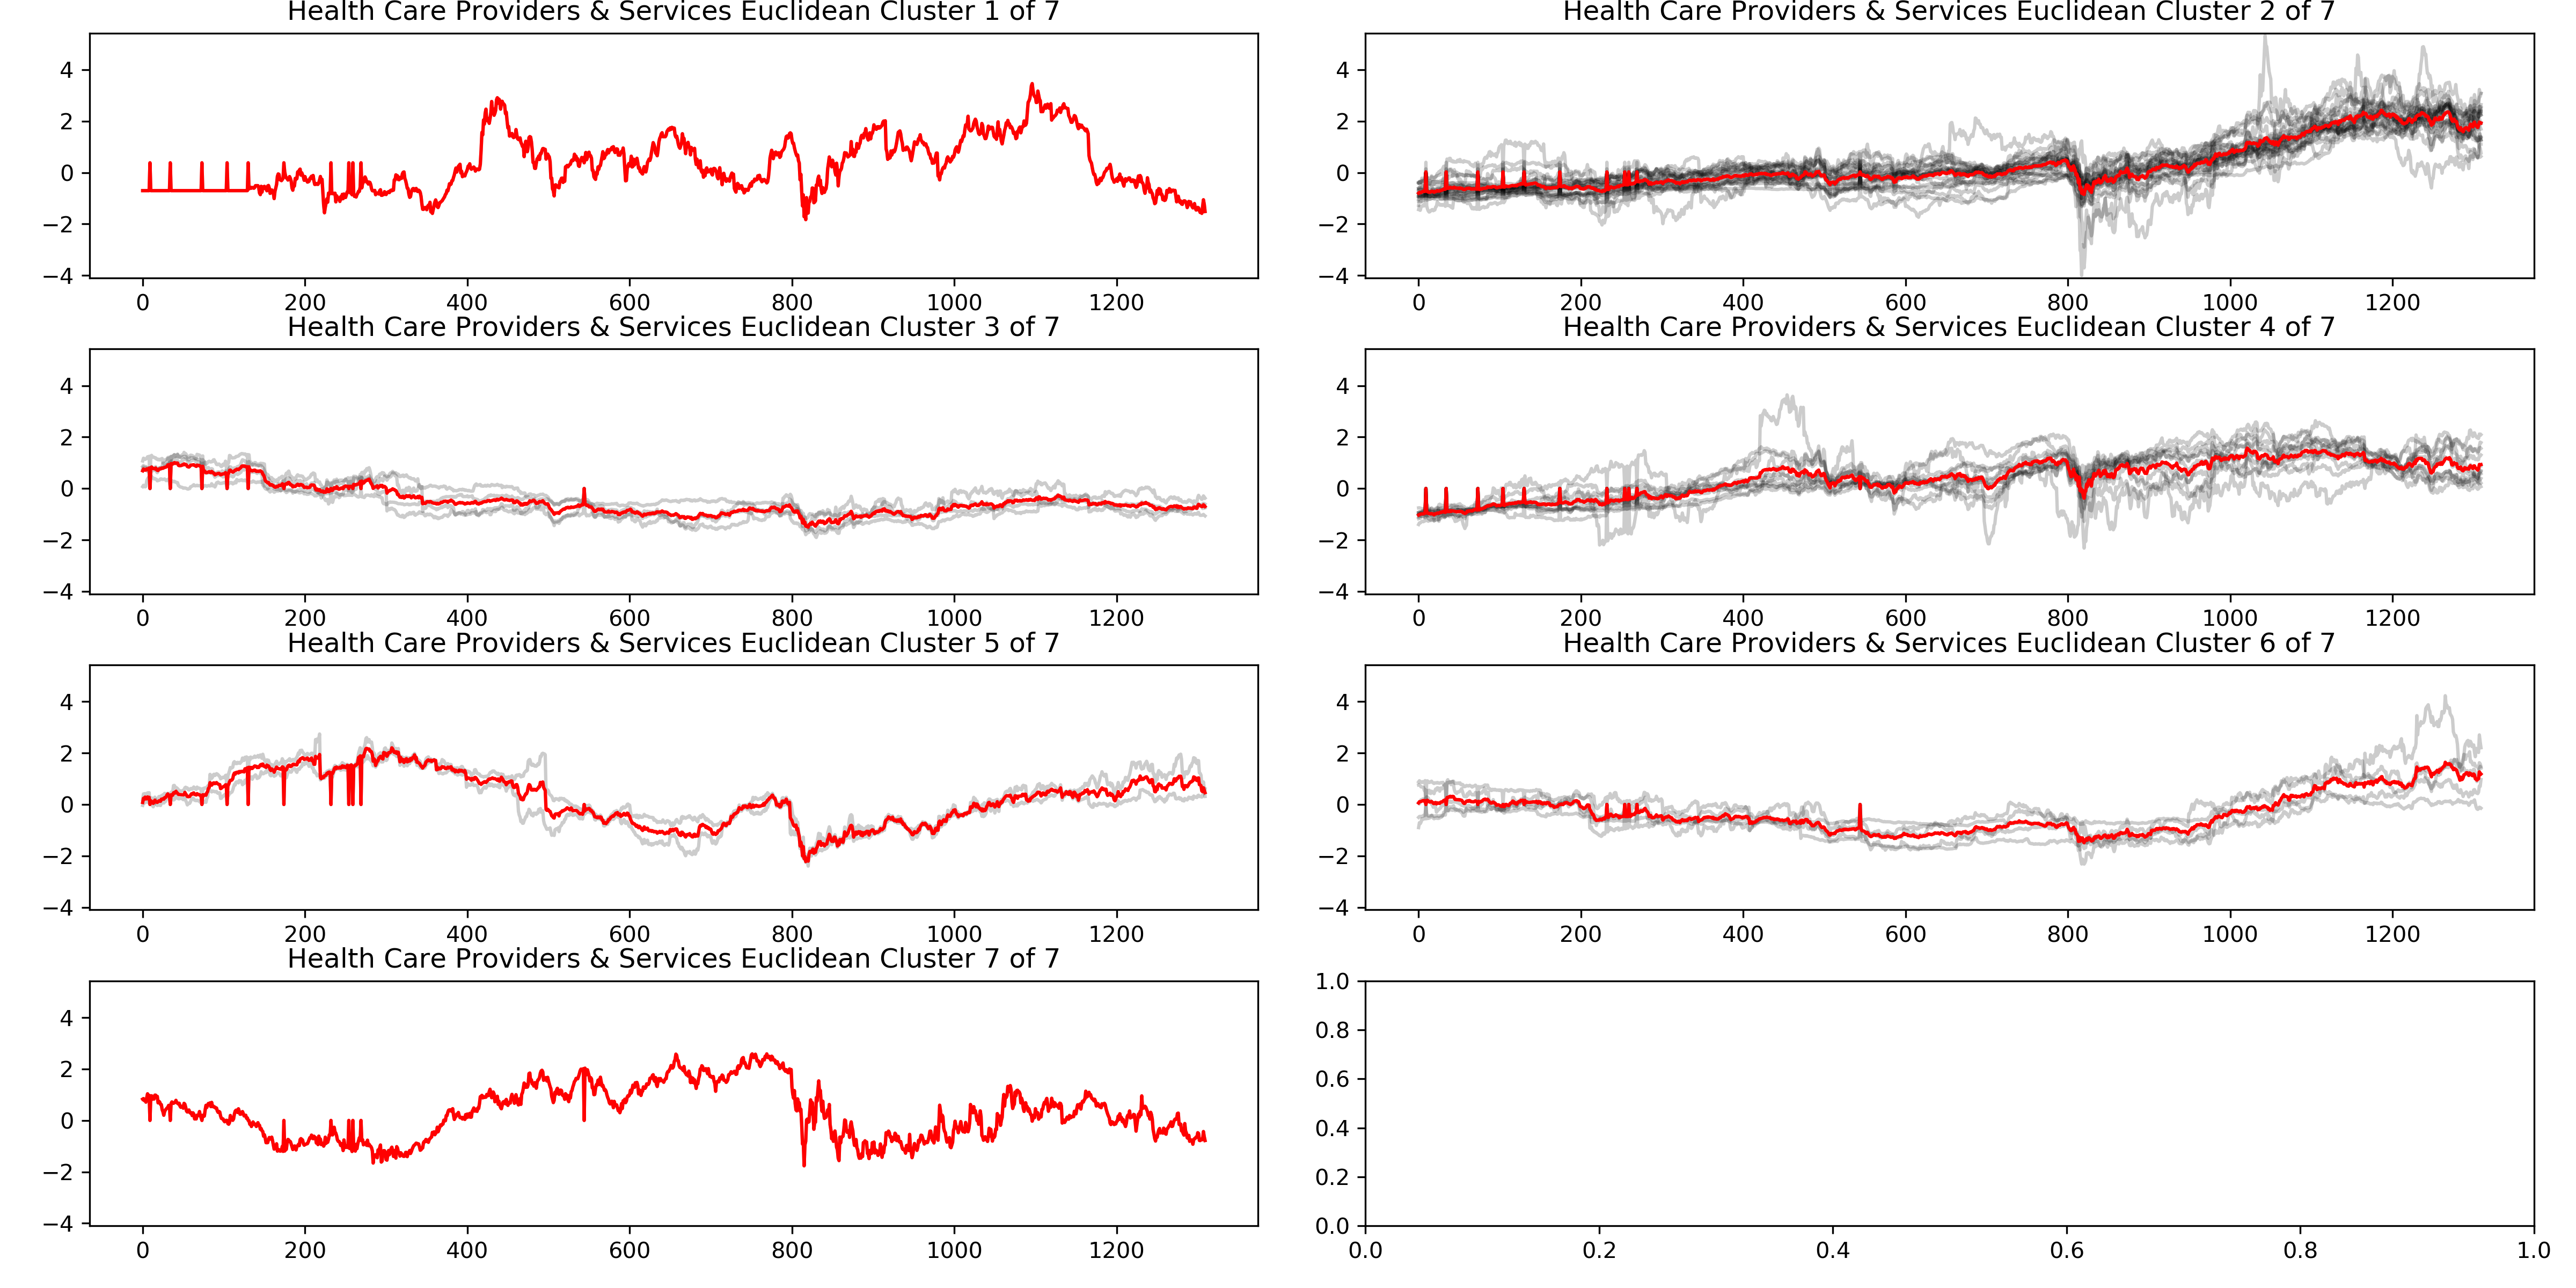 Health Care Providers & Services Euclidean Cluster 1 of 7
4
2
0
−2
−4
0 200 400 600 800 1000 1200
Health Care Providers & Services Euclidean Cluster 2 of 7
4
2
0
−2
−4
0 200 400 600 800 1000 1200
Health Care Providers & Services Euclidean Cluster 3 of 7
4
2
0
−2
−4
0 200 400 600 800 1000 1200
Health Care Providers & Services Euclidean Cluster 4 of 7
4
2
0
−2
−4
0 200 400 600 800 1000 1200
Health Care Providers & Services Euclidean Cluster 5 of 7
4
2
0
−2
−4
0 200 400 600 800 1000 1200
Health Care Providers & Services Euclidean Cluster 6 of 7
4
2
0
−2
−4
0 200 400 600 800 1000 1200
Health Care Providers & Services Euclidean Cluster 7 of 7
4
2
0
−2
−4
0 200 400 600 800 1000 1200
1.0
0.8
0.6
0.4
0.2
0.0
0.0 0.2 0.4 0.6 0.8 1.0